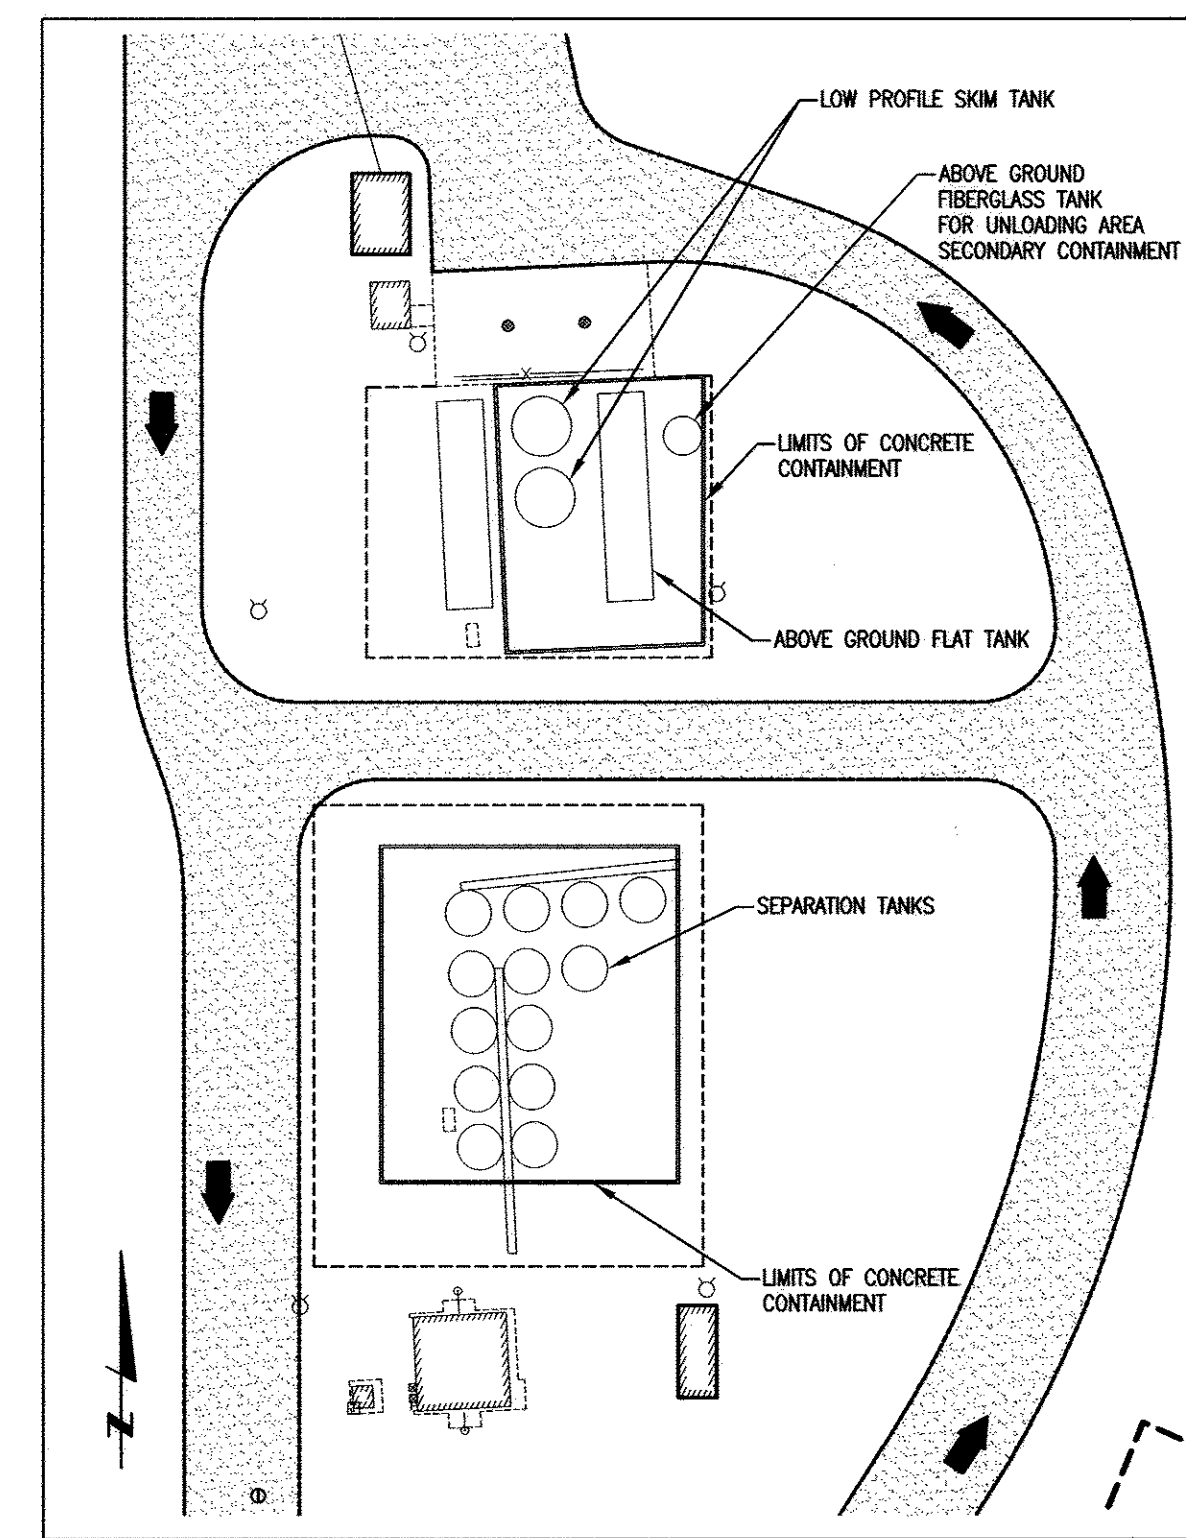 LOW PROFILE SKIM TANK
ABOVE GROUND
FIBERGLASS TANK
FOR UNLOADING AREA
SECONDARY CONTAINMENT
X
LIMITS OF CONCRETE
CONTAINMENT
ABOVE GROUND FLAT TANK
SEPARATION TANKS
LIMITS OF CONCRETE
CONTAINMENT
N